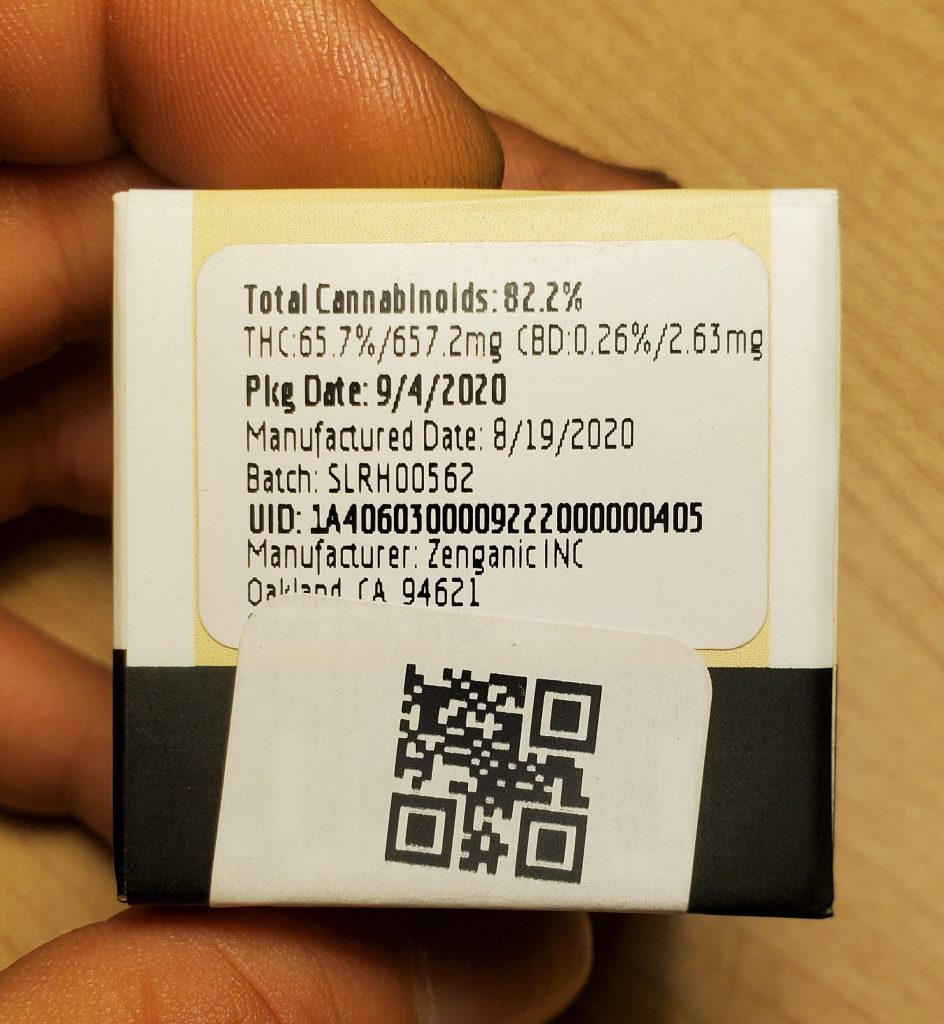 Total Cannabinoids: 82.2%
THC:65.7%/657.2mg CBD:0.26%/2.63mg
Pkg Date: 9/4/2020
Manufactured Date: 8/19/2020
Batch: SLRH00562
UID: 1A4060300009222000000405
Manufacturer: Zenganic INC
Oakland, CA 94621